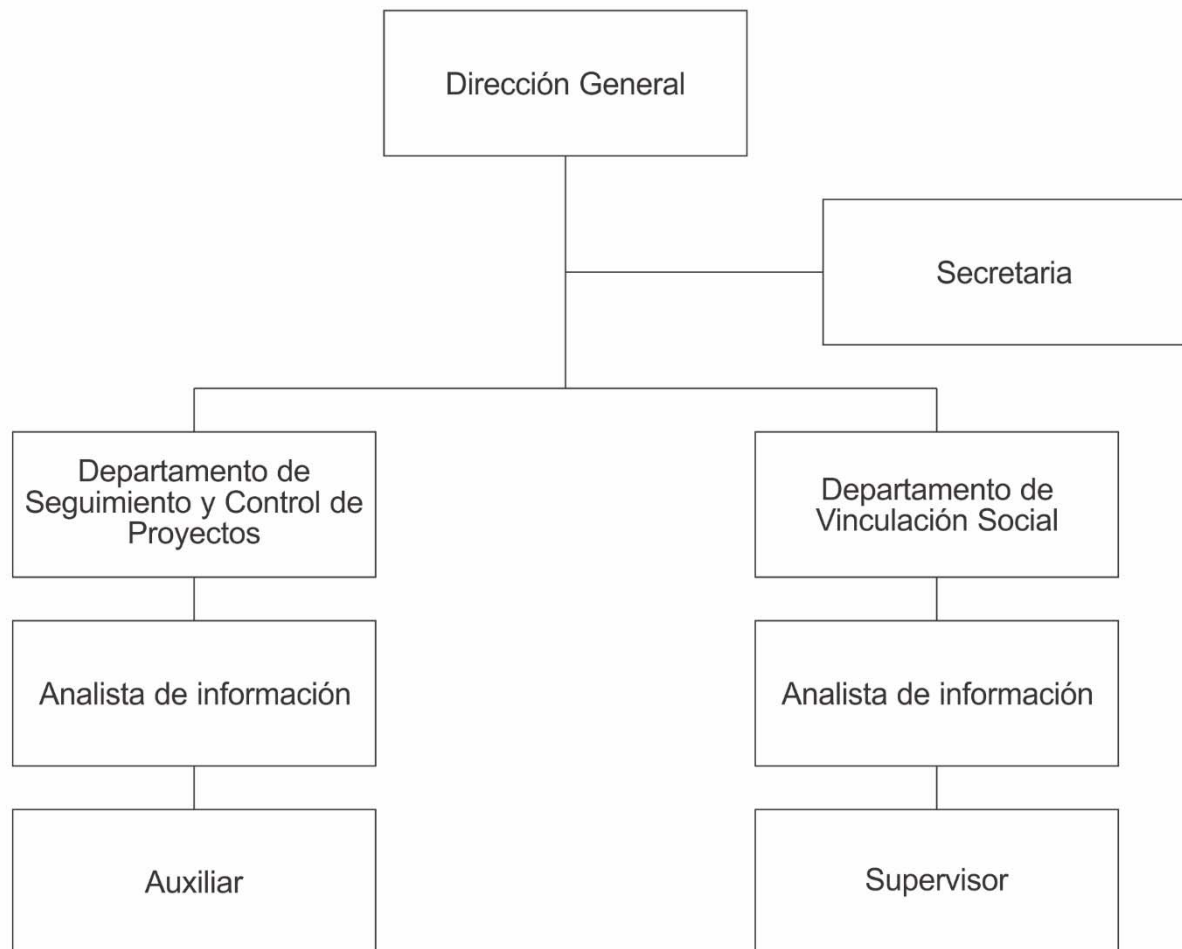 Dirección General
Secretaria
Departamento de
Seguimiento y Control de
Proyectos
Departamento de
Vinculación Social
Analista de información
Analista de información
Auxiliar
Supervisor